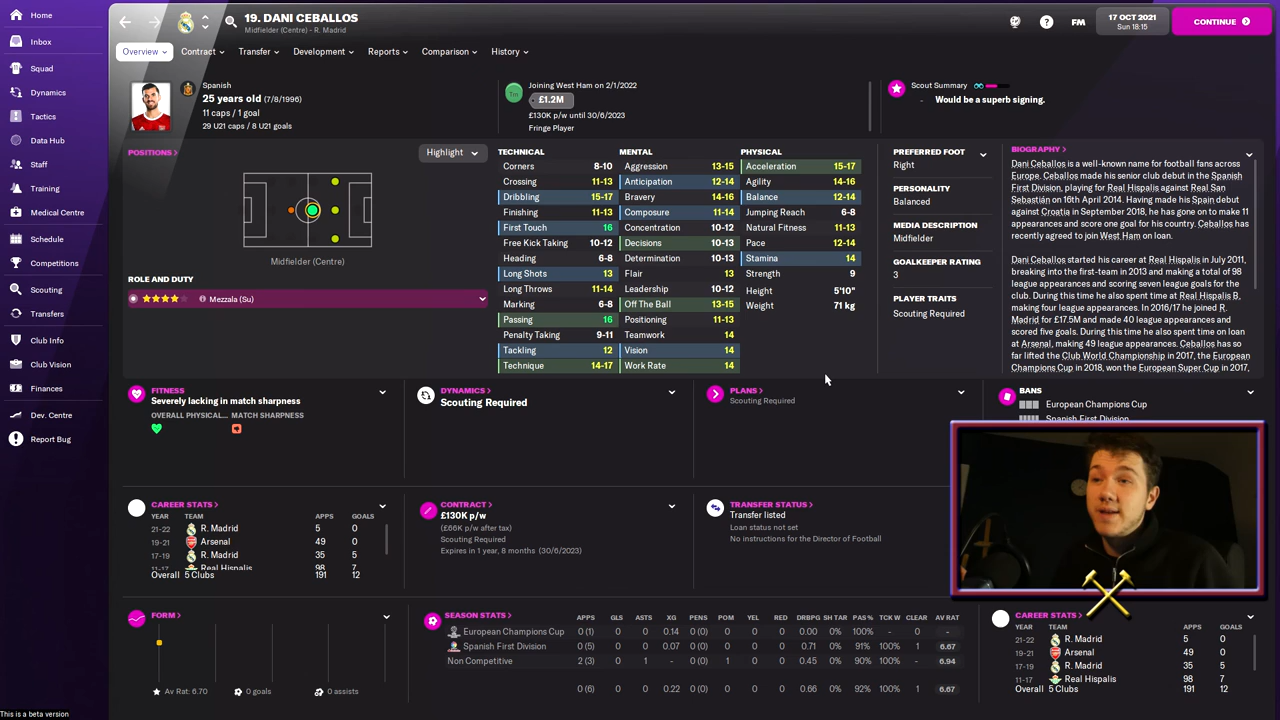 Home
Inbox
Squad
Dynamics
Tactics
Data Hub
Staff
Training
Medical Centre
Schedule
Competitions
Scouting
Transfers
Club Info
Club Vision
Finances
Dev. Centre
Report Bug
This is a beta version
19. DANI CEBALLOS
Midfielder (Centre) - R. Madrid
FM
17 OCT 2021
Sun 18:15
CONTINUE
Overview Contract Transfer Development Reports Comparison History
Spanish
25 years old (7/8/1996)
11 caps / 1 goal
29 U21 caps / 8 U21 goals
Joining West Ham on 2/1/2022
£1.2M
£130K p/w until 30/6/2023
Fringe Player
Scout Summary
- Would be a superb signing.
POSITIONS
Highlight
Midfielder (Centre)
ROLE AND DUTY
Mezzala (Su)
TECHNICAL
Corners 8-10
Crossing 11-13
Dribbling 15-17
Finishing 11-13
First Touch 16
Free Kick Taking 10-12
Heading 6-8
Long Shots 13
Long Throws 11-14
Marking 6-8
Passing 16
Penalty Taking 9-11
Tackling 12
Technique 14-17
MENTAL
Aggression 13-15
Anticipation 12-14
Bravery 14-16
Composure 11-14
Concentration 10-12
Decisions 10-13
Determination 10-13
Flair 13
Leadership 10-12
Off The Ball 13-15
Positioning 11-13
Teamwork 14
Vision 14
Work Rate 14
PHYSICAL
Acceleration 15-17
Agility 14-16
Balance 12-14
Jumping Reach 6-8
Natural Fitness 11-13
Pace 12-14
Stamina 14
Strength 9
Height 5'10"
Weight 71 kg
PREFERRED FOOT
Right
PERSONALITY
Balanced
MEDIA DESCRIPTION
Midfielder
GOALKEEPER RATING
3
PLAYER TRAITS
Scouting Required
BIOGRAPHY
Dani Ceballos is a well-known name for football fans across
Europe. Ceballos made his senior club debut in the Spanish
First Division, playing for Real Hispalis against Real San
Sebastián on 16th April 2014. Having made his Spain debut
against Croatia in September 2018, he has gone on to make 11
appearances and score one goal for his country. Ceballos has
recently agreed to join West Ham on loan.
Dani Ceballos started his career at Real Hispalis in July 2011,
breaking into the first-team in 2013 and making a total of 98
league appearances and scoring seven league goals for the
club. During this time he also spent time at Real Hispalis B,
making four league appearances. In 2016/17 he joined R.
Madrid for £17.5M and made 40 league appearances and
scored five goals. During this time he also spent time on loan
at Arsenal, making 49 league appearances. Ceballos has so
far lifted the Club World Championship in 2017, the European
Champions Cup in 2018, won the European Super Cup in 2017,
FITNESS
Severely lacking in match sharpness
OVERALL PHYSICAL... MATCH SHARPNESS
DYNAMICS
Scouting Required
PLANS
Scouting Required
BANS
European Champions Cup
Spanish First Division
CAREER STATS
YEAR TEAM APPS GOALS
21-22 R. Madrid 5 0
19-21 Arsenal 49 0
17-19 R. Madrid 35 5
11-17 Real Hispalis 98 7
Overall 5 Clubs 191 12
CONTRACT
£130K p/w
(£66K p/w after tax)
Scouting Required
Expires in 1 year, 8 months (30/6/2023)
TRANSFER STATUS
Transfer listed
Loan status not set
No instructions for the Director of Football
FORM
Av Rat: 6.70 0 goals 0 assists
SEASON STATS APPS GLS ASTS XG PENS POM YEL RED DRBPG SH TAR PAS % TCK W CLEAR AV RAT
European Champions Cup 0 (1) 0 0 0.14 0 (0) 0 0 0 0.00 0% 100% - 0 -
Spanish First Division 0 (5) 0 0 0.07 0 (0) 0 0 0 0.71 0% 91% 100% 1 6.67
Non Competitive 2 (3) 0 1 - 0 (0) 1 0 0 0.45 0% 90% 100% 0 6.94
0 (6) 0 0 0.22 0 (0) 0 0 0 0.66 0% 92% 100% 1 6.67
CAREER STATS
YEAR TEAM APPS GOALS
21-22 R. Madrid 5 0
19-21 Arsenal 49 0
17-19 R. Madrid 35 5
11-17 Real Hispalis 98 7
Overall 5 Clubs 191 12